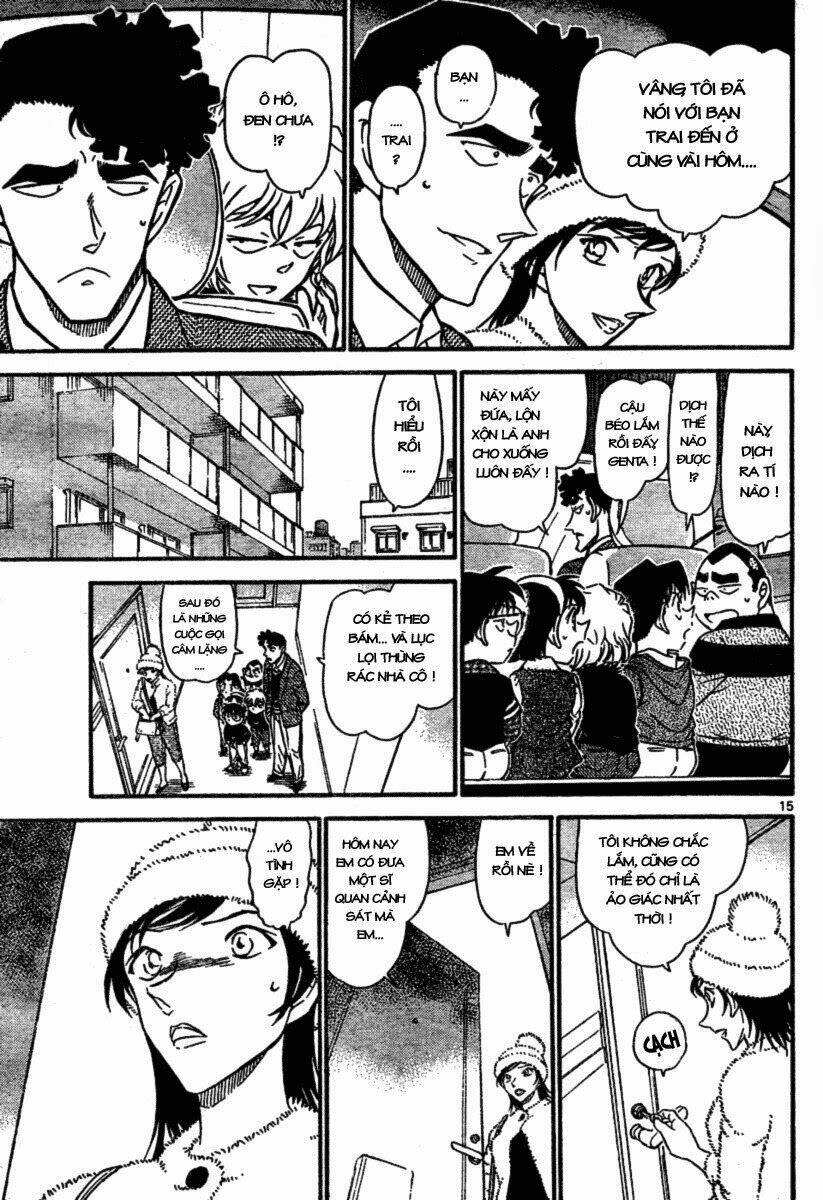 VÂNG TÔI ĐÃ
NÓI VỚI BẠN
TRAI ĐẾN Ở
CÙNG VÀI HÔM....
BẠN
...
....
TRAI
?
Ô HÔ,
ĐEN CHƯA
!?
NÀY, DỊCH
RA TÍ
NÀO !
DỊCH
THẾ
NÀO
ĐƯỢC
!?
CẬU
BÉO LẮM
RỒI ĐẤY
GENTA !
NÀY MẤY
ĐỨA, LỘN
XỘN LÀ ANH
CHO XUỐNG
LUÔN ĐẤY !
TÔI
HIỂU
RỒI
....
CÓ KẺ THEO
BÁM... VÀ LỤC
LỌI THÙNG
RÁC NHÀ CÔ !
SAU ĐÓ
LÀ NHỮNG
CUỘC GỌI
CÂM LẶNG
....
15
TÔI KHÔNG CHẮC
LẮM, CŨNG CÓ
THỂ ĐÓ CHỈ LÀ
ẢO GIÁC NHẤT
THỜI !
CẠCH
EM VỀ
RỒI NÈ !
HÔM NAY
EM CÓ ĐƯA
MỘT SĨ
QUAN CẢNH
SÁT MÀ
EM...
...VÔ
TÌNH
GẶP !